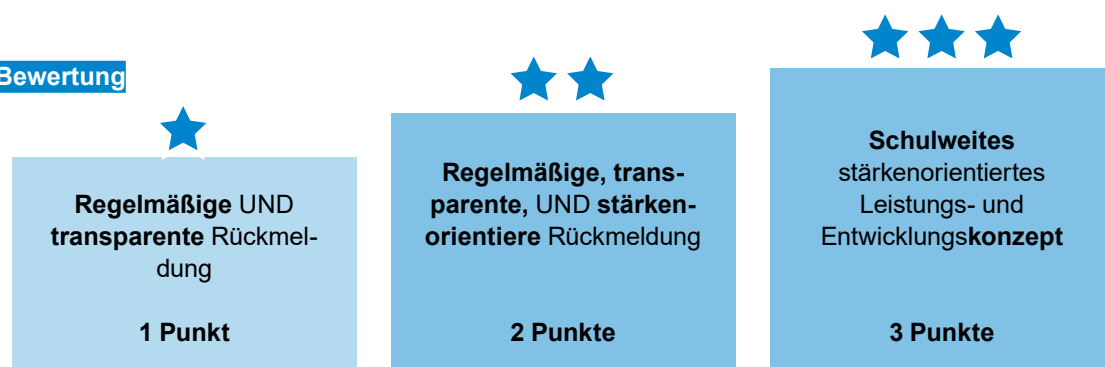 Bewertung
Regelmäßige UND
transparente Rückmel-
dung
1 Punkt
Regelmäßige, trans-
parente, UND stärken-
orientiere Rückmeldung
2 Punkte
Schulweites
stärkenorientiertes
Leistungs- und
Entwicklungskonzept
3 Punkte